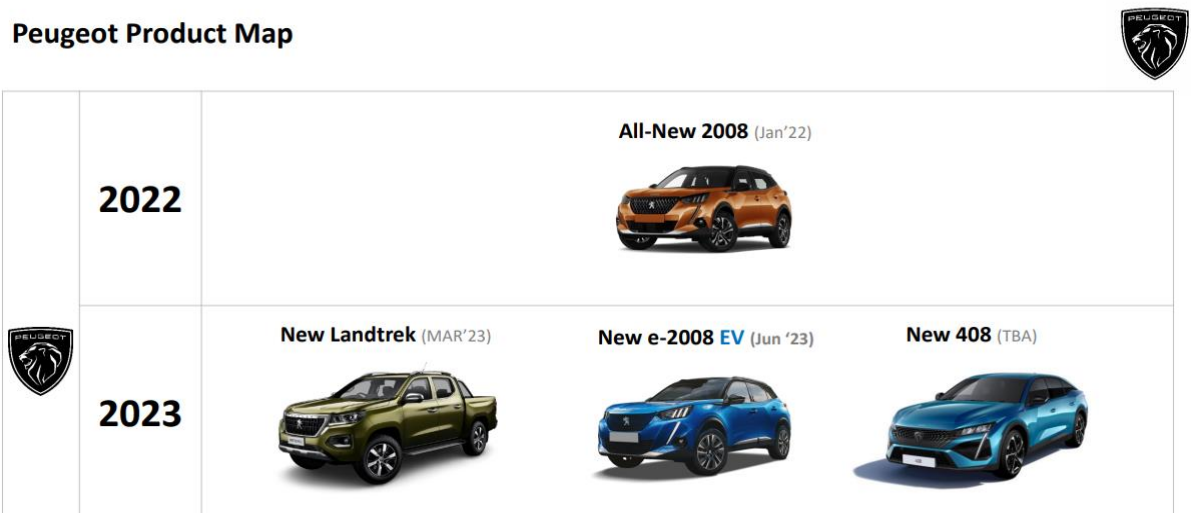 Peugeot Product Map
PEUGEOT
2022
All-New 2008 (Jan’22)
PEUGEOT
2023
New Landtrek (MAR’23)
New e-2008 EV (Jun ‘23)
New 408 (TBA)